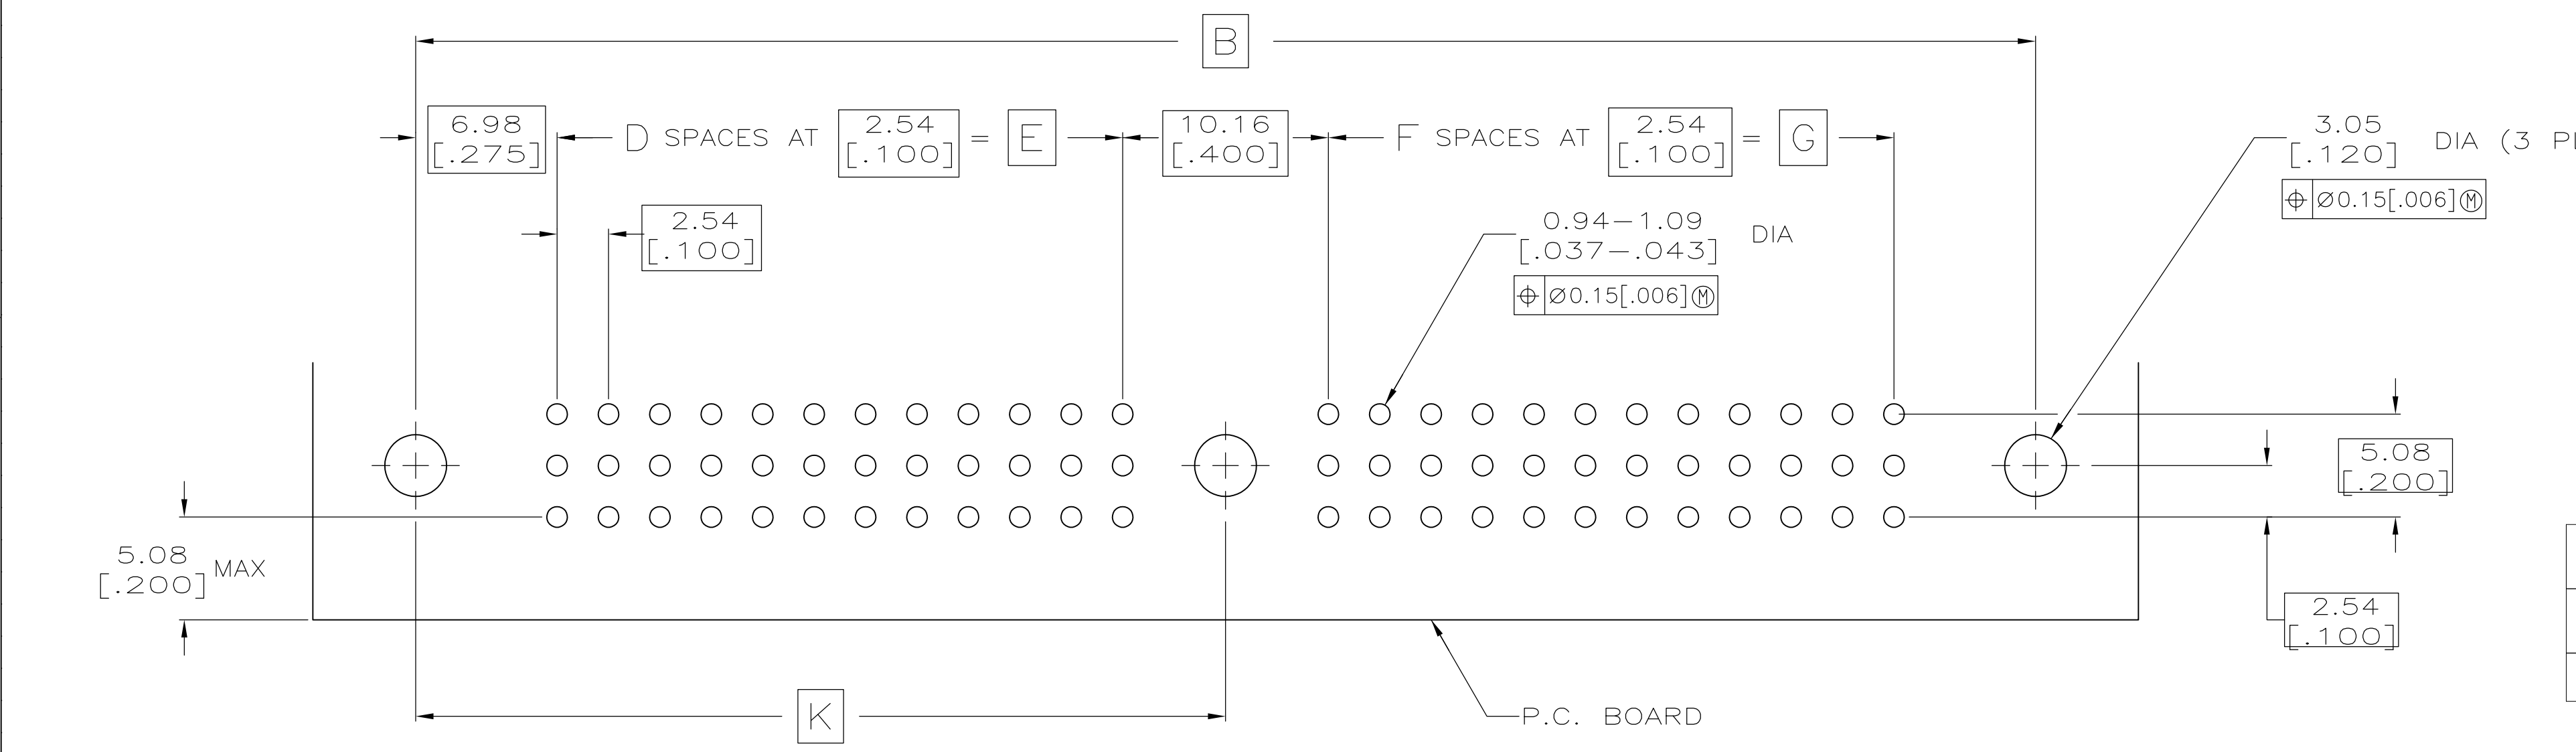 B
6.98
[.275]
D SPACES AT 2.54 = E
[.100]
10.16
[.400]
F SPACES AT 2.54 = G
[.100]
3.05
[.120] DIA (3
⌖ ⌀0.15[.006]Ⓜ
2.54
[.100]
0.94-1.09
[.037-.043] DIA
⌖ ⌀0.15[.006]Ⓜ
5.08
[.200]
5.08
[.200] MAX
2.54
[.100]
K
P.C. BOARD